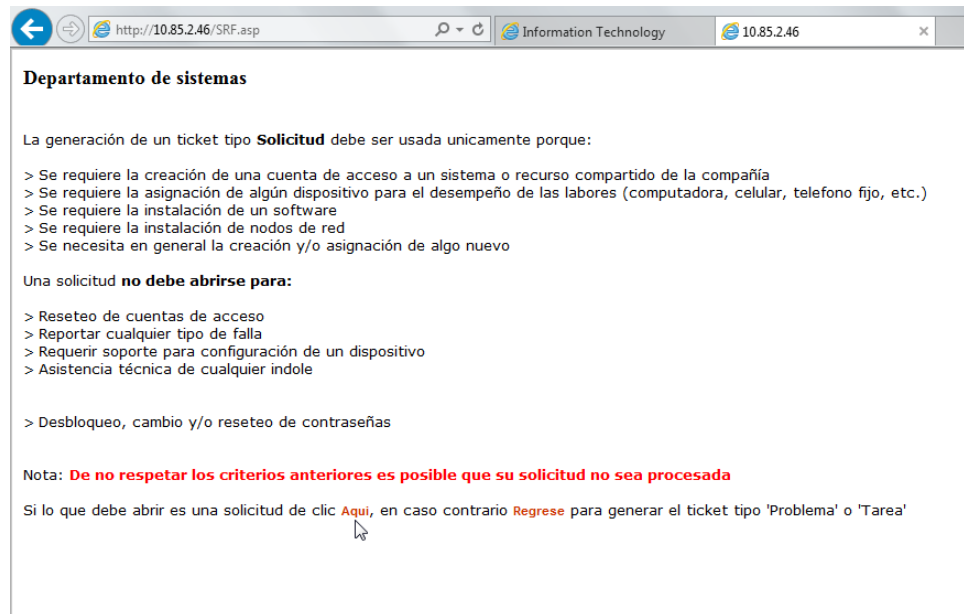 http://10.85.2.46/SRF.asp
Information Technology
10.85.2.46
Departamento de sistemas
La generación de un ticket tipo Solicitud debe ser usada unicamente porque:
> Se requiere la creación de una cuenta de acceso a un sistema o recurso compartido de la compañía
> Se requiere la asignación de algún dispositivo para el desempeño de las labores (computadora, celular, telefono fijo, etc.)
> Se requiere la instalación de un software
> Se requiere la instalación de nodos de red
> Se necesita en general la creación y/o asignación de algo nuevo
Una solicitud no debe abrirse para:
> Reseteo de cuentas de acceso
> Reportar cualquier tipo de falla
> Requerir soporte para configuración de un dispositivo
> Asistencia técnica de cualquier indole
> Desbloqueo, cambio y/o reseteo de contraseñas
Nota: De no respetar los criterios anteriores es posible que su solicitud no sea procesada
Si lo que debe abrir es una solicitud de clic Aqui, en caso contrario Regrese para generar el ticket tipo 'Problema' o 'Tarea'